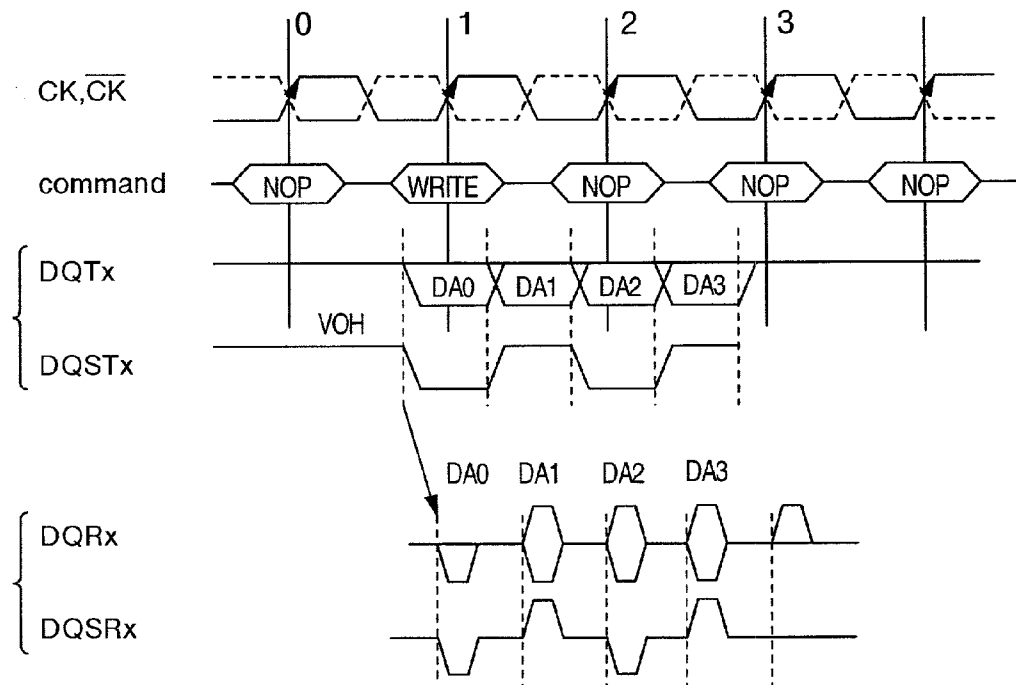 0 1 2 3
CK,C̅K̅
command NOP WRITE NOP NOP NOP
DQTx DA0 DA1 DA2 DA3
VOH
DQSTx
DA0 DA1 DA2 DA3
DQRx
DQSRx